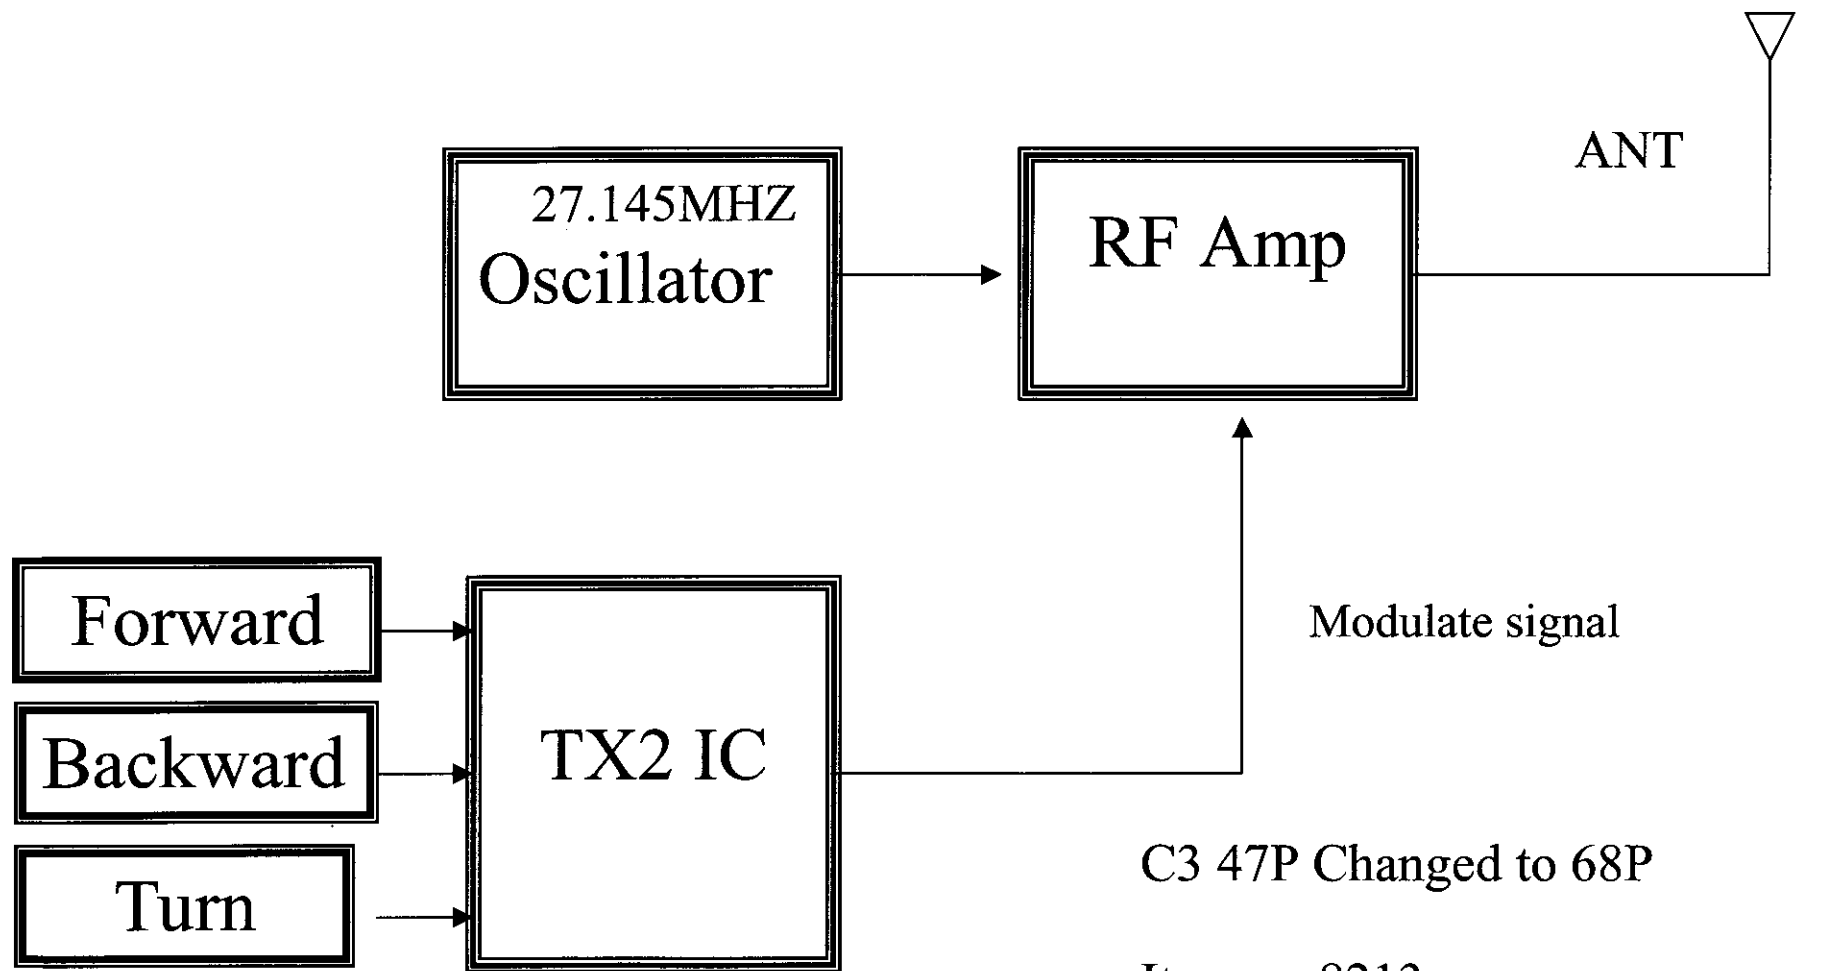 ANT
27.145MHZ
Oscillator
RF Amp
Forward
Modulate signal
Backward
TX2 IC
C3 47P Changed to 68P
Turn